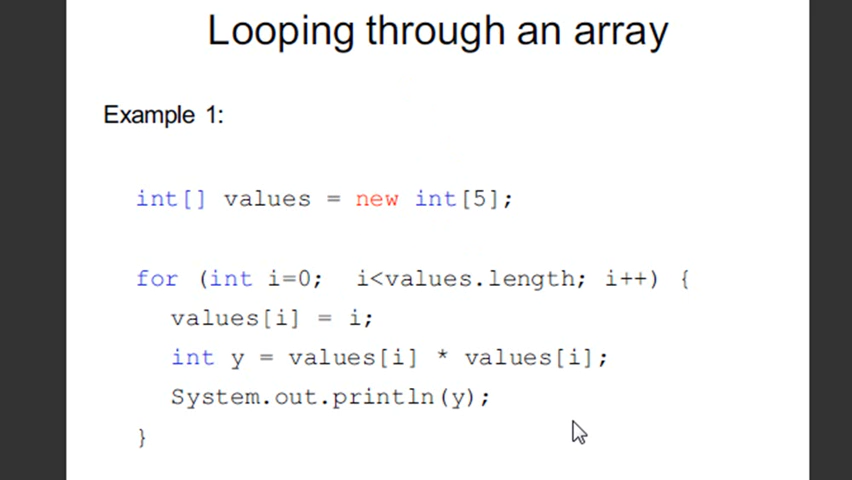 Looping through an array
Example 1:
int[] values = new int[5];
for (int i=0; i<values.length; i++) {
values[i] = i;
int y = values[i] * values[i];
System.out.println(y);
}